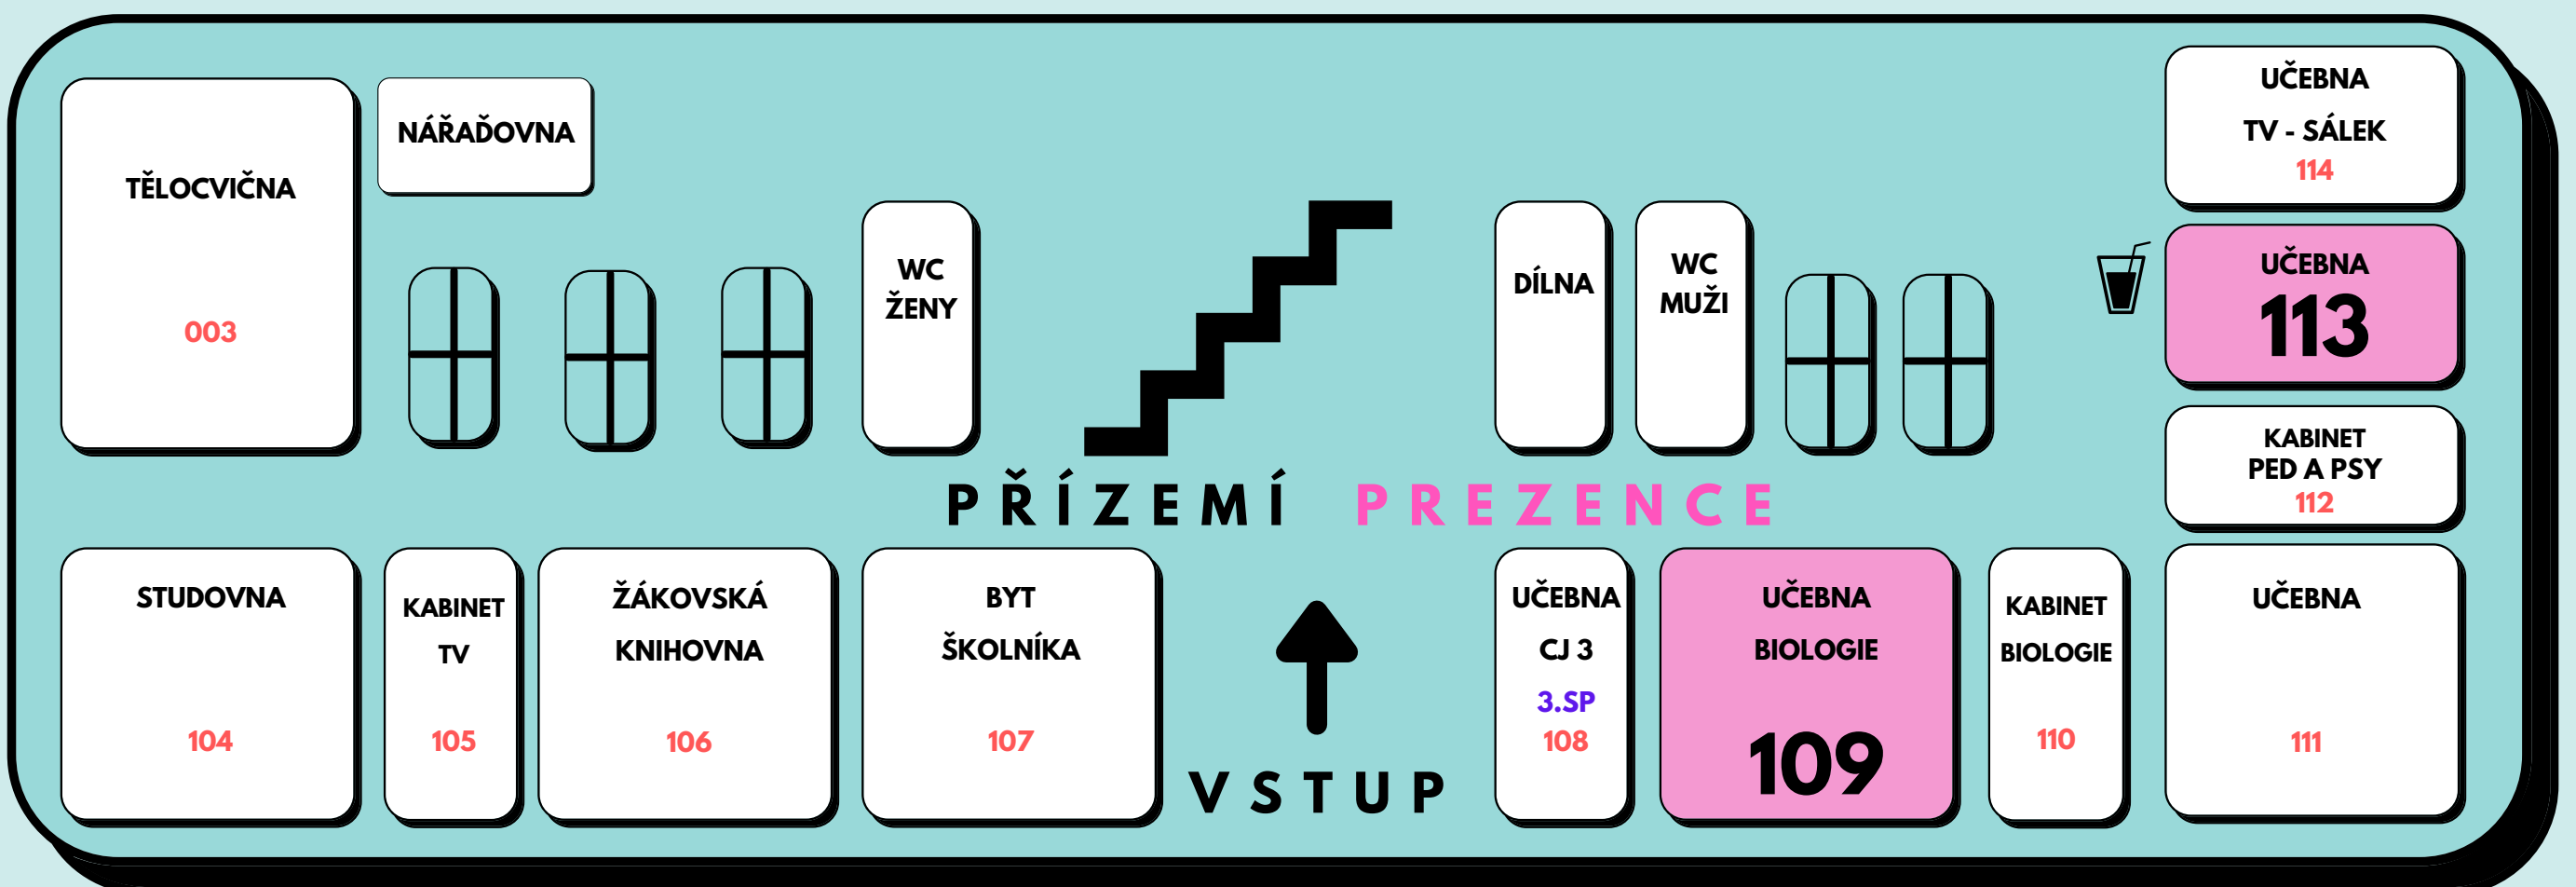 TĚLOCVIČNA
003
NÁŘAĎOVNA
WC
ŽENY
DÍLNA
WC
MUŽI
UČEBNA
TV - SÁLEK
114
UČEBNA
113
KABINET
PED A PSY
112
PŘÍZEMÍ PREZENCE
STUDOVNA
104
KABINET
TV
105
ŽÁKOVSKÁ
KNIHOVNA
106
BYT
ŠKOLNÍKA
107
VSTUP
UČEBNA
CJ 3
3.SP
108
UČEBNA
BIOLOGIE
109
KABINET
BIOLOGIE
110
UČEBNA
111